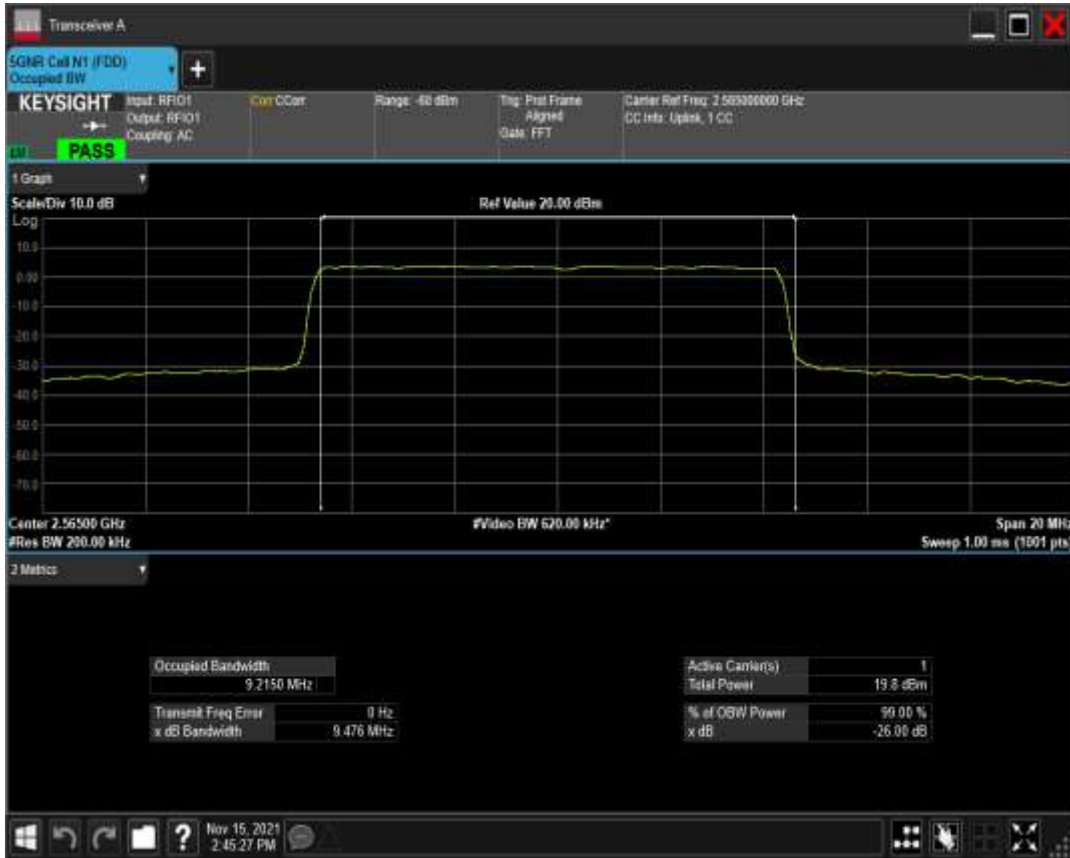 Transceiver A
5GNR Cell N1 (FDD)
Occupied BW
+
KEYSIGHT
Input: RFIO1
Output: RFIO1
Coupling: AC
Corr CCorr
Range: -60 dBm
Trig: Prot Frame
Aligned
Gate: FFT
Carrier Ref Freq: 2.565000000 GHz
CC Info: Uplink, 1 CC
PASS
1 Graph
Scale/Div 10.0 dB
Ref Value 20.00 dBm
Log
10.0
0.00
-10.0
-20.0
-30.0
-40.0
-50.0
-60.0
-70.0
Center 2.56500 GHz
#Video BW 620.00 kHz*
Span 20 MHz
#Res BW 200.00 kHz
Sweep 1.00 ms (1001 pts)
2 Metrics
Occupied Bandwidth
9.2150 MHz
Transmit Freq Error 0 Hz
x dB Bandwidth 9.476 MHz
Active Carrier(s) 1
Total Power 19.8 dBm
% of OBW Power 99.00 %
x dB -26.00 dB
?
Nov 15, 2021
2:45:27 PM